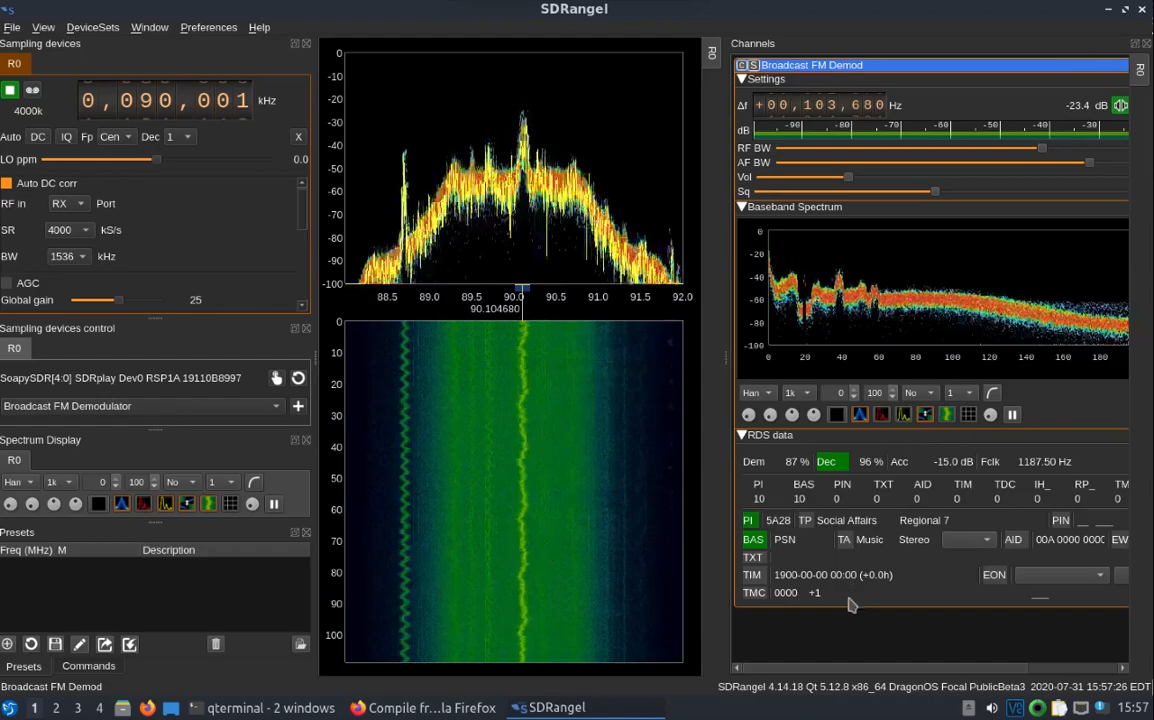 SDRangel
File View DeviceSets Window Preferences Help
Sampling devices
R0
4000k
0,090,001 kHz
Auto DC IQ Fp Cen Dec 1 X
LO ppm 0.0
Auto DC corr
RF in RX Port
SR 4000 kS/s
BW 1536 kHz
AGC
Global gain 25
Sampling devices control
R0
SoapySDR[4:0] SDRplay Dev0 RSP1A 19110B8997
Broadcast FM Demodulator
Spectrum Display
R0
Han 1k 0 100 No 1
Presets
Freq (MHz) M Description
Presets Commands
Broadcast FM Demod
0
-10
-20
-30
-40
-50
-60
-70
-80
-90
-100
88.5 89.0 89.5 90.0 90.5 91.0 91.5 92.0
90.104680
0
10
20
30
40
50
60
70
80
90
100
R0
Channels
R0
C S Broadcast FM Demod
Settings
Δf +00,103,680 Hz -23.4 dB
dB -90 -80 -70 -60 -50 -40 -30
RF BW
AF BW
Vol
Sq
Baseband Spectrum
0
-20
-40
-60
-80
-100
0 20 40 60 80 100 120 140 160 180
Han 1k 0 100 No 1
RDS data
Dem 87 % Dec 96 % Acc -15.0 dB Fclk 1187.50 Hz
PI BAS PIN TXT AID TIM TDC IH_ RP_ TM
10 10 0 0 0 0 0 0 0 0
PI 5A28 TP Social Affairs Regional 7 PIN __ ___
BAS PSN TA Music Stereo AID 00A 0000 0000 EW
TXT
TIM 1900-00-00 00:00 (+0.0h) EON
TMC 0000 +1 ___
SDRangel 4.14.18 Qt 5.12.8 x86_64 DragonOS Focal PublicBeta3 2020-07-31 15:57:26 EDT
1 2 3 4 qterminal - 2 windows Compile fr...la Firefox SDRangel 15:57